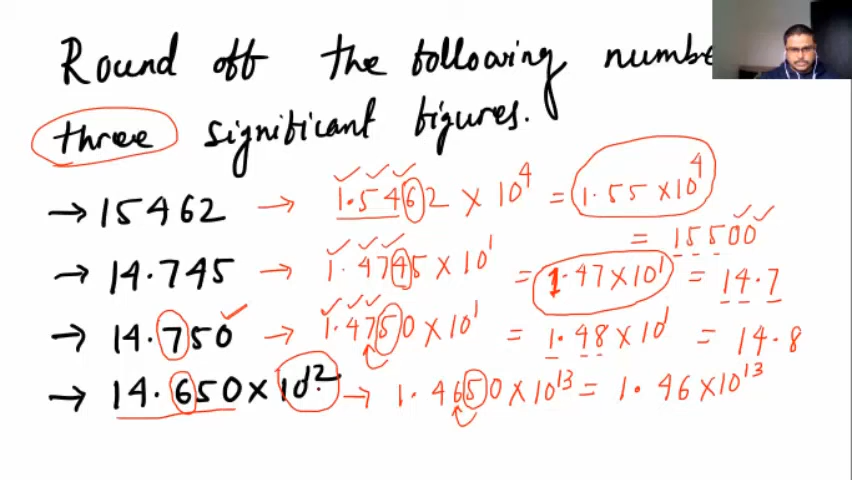 Round off the following numbe
three significant figures.
→ 15462 → 1.5462 × 10⁴ = 1.55 × 10⁴
= 15500
→ 14.745 → 1.4745 × 10¹ = 1.47 × 10¹ = 14.7
→ 14.750 → 1.4750 × 10¹ = 1.48 × 10¹ = 14.8
→ 14.650 × 10¹² → 1.4650 × 10¹³ = 1.46 × 10¹³